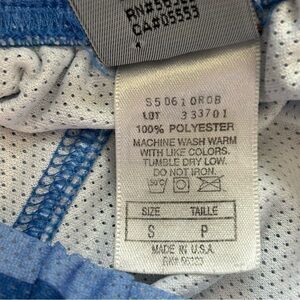 CA#05553
S50610R0B
LOT 333701
100% POLYESTER
MACHINE WASH WARM
WITH LIKE COLORS.
TUMBLE DRY LOW.
DO NOT IRON.
SIZE TAILLE
S P
MADE IN U.S.A.